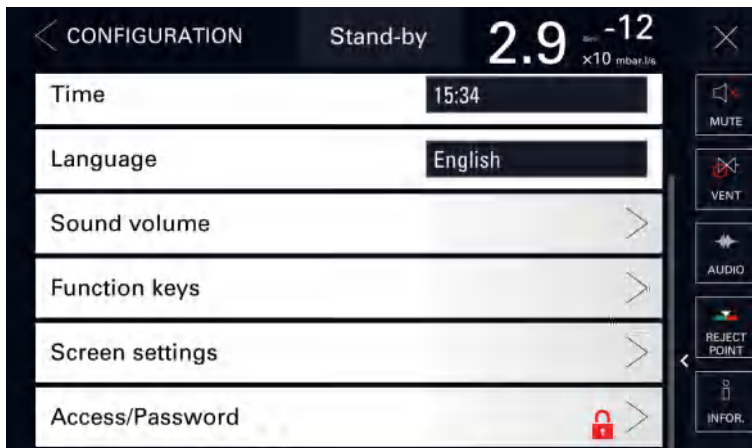 CONFIGURATION
Stand-by
2.9 -12
x10 mbar.l/s
Time 15:34
Language English
Sound volume
Function keys
Screen settings
Access/Password
MUTE
VENT
AUDIO
REJECT
POINT
INFOR.